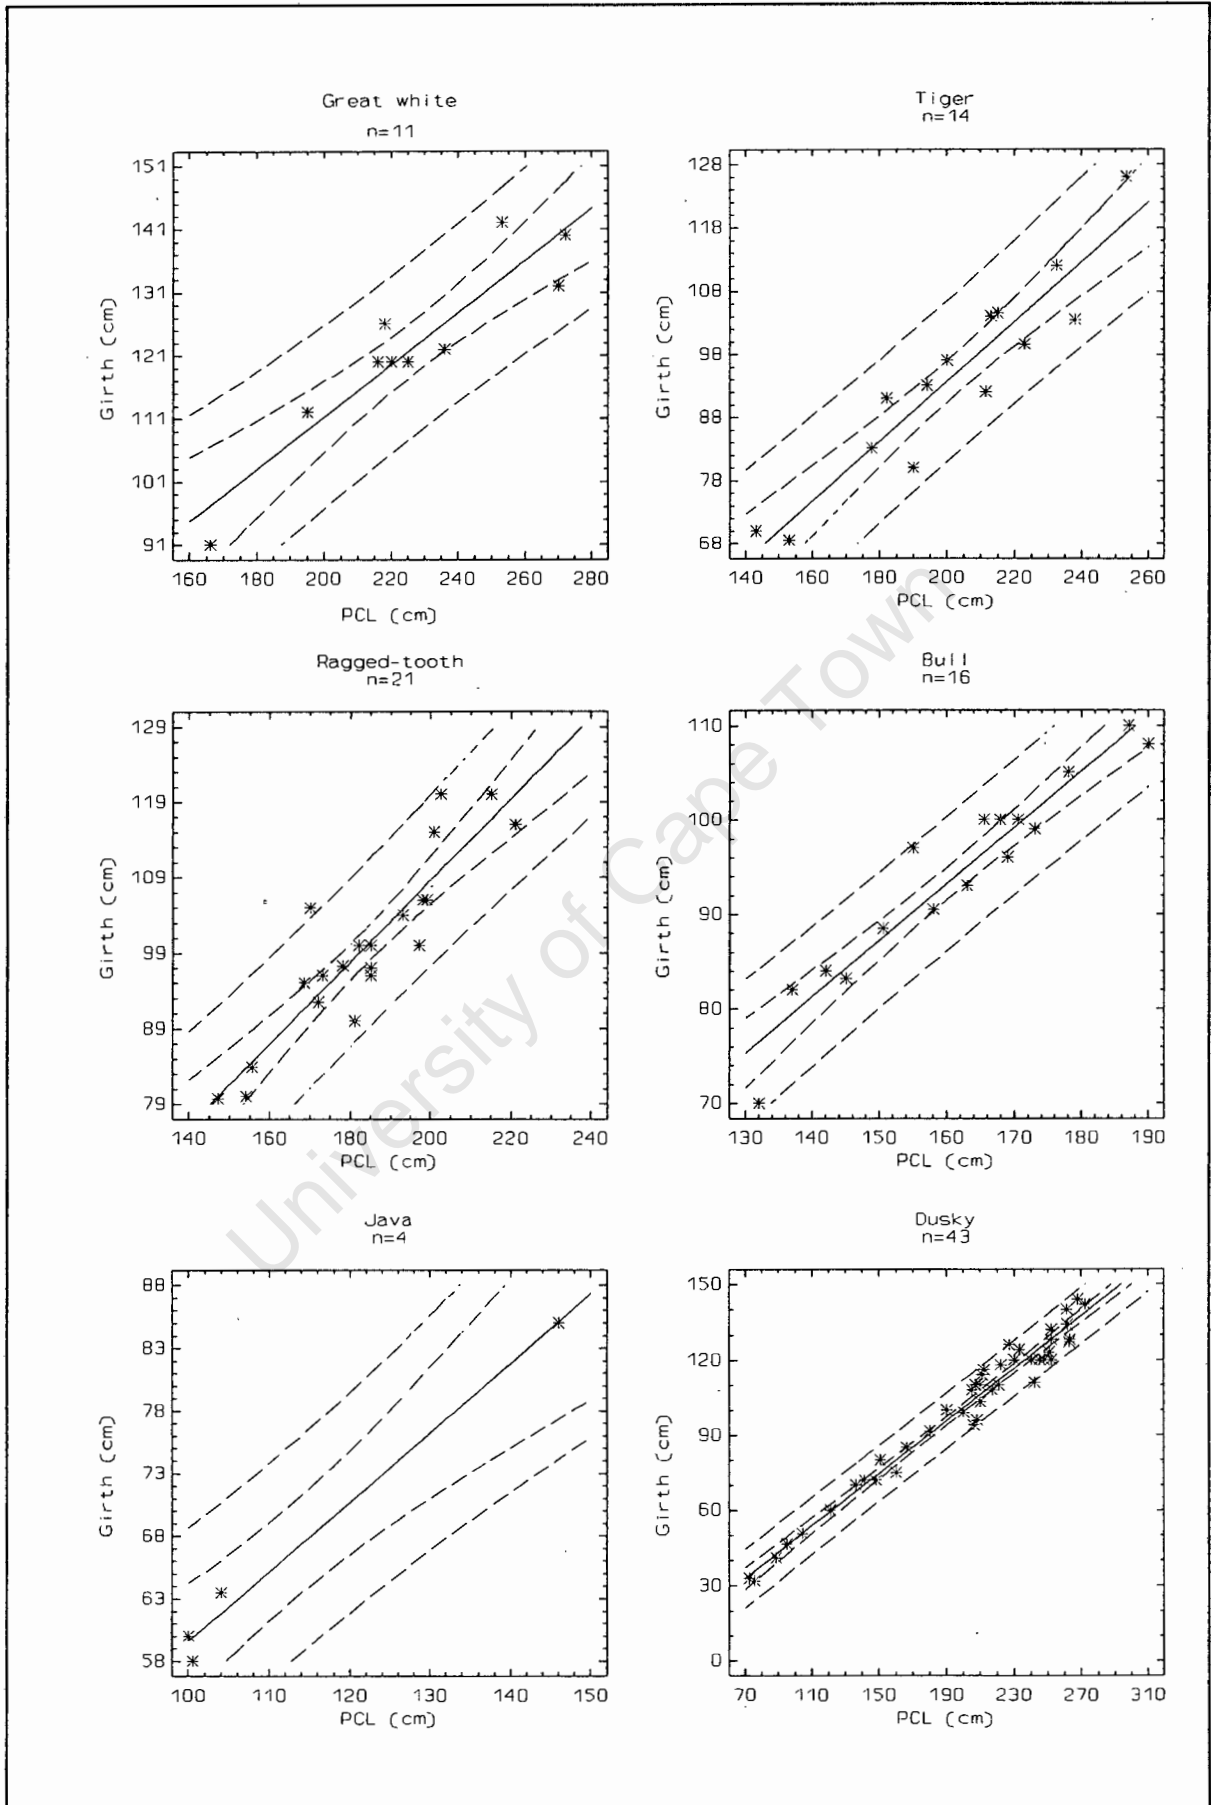 Great white
n=11
151
141
131
121
111
101
91
Girth (cm)
160 180 200 220 240 260 280
PCL (cm)
Tiger
n=14
128
118
108
98
88
78
68
Girth (cm)
140 160 180 200 220 240 260
PCL (cm)
Ragged-tooth
n=21
129
119
109
99
89
79
Girth (cm)
140 160 180 200 220 240
PCL (cm)
Bull
n=16
110
100
90
80
70
Girth (cm)
130 140 150 160 170 180 190
PCL (cm)
Java
n=4
88
83
78
73
68
63
58
Girth (cm)
100 110 120 130 140 150
PCL (cm)
Dusky
n=43
150
120
90
60
30
0
Girth (cm)
70 110 150 190 230 270 310
PCL (cm)
University of Cape Town